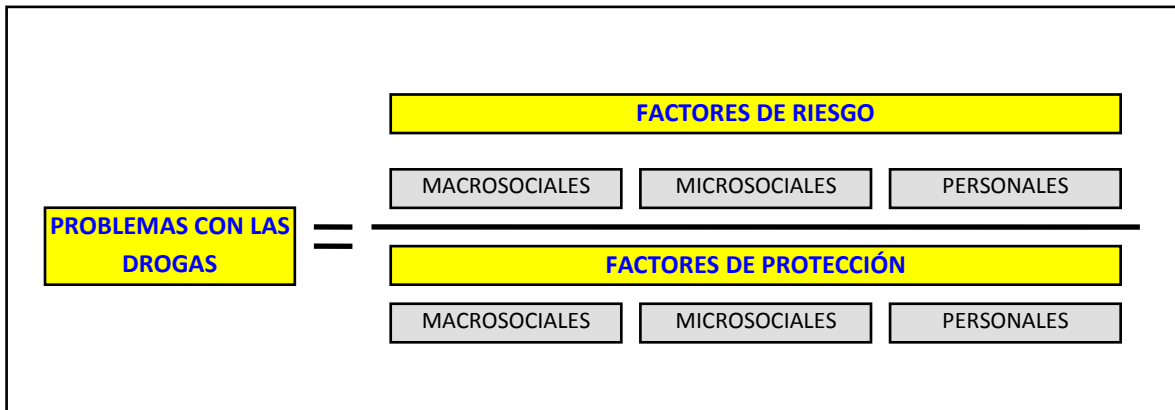 FACTORES DE RIESGO
MACROSOCIALES MICROSOCIALES PERSONALES
PROBLEMAS CON LAS
DROGAS
=
FACTORES DE PROTECCIÓN
MACROSOCIALES MICROSOCIALES PERSONALES